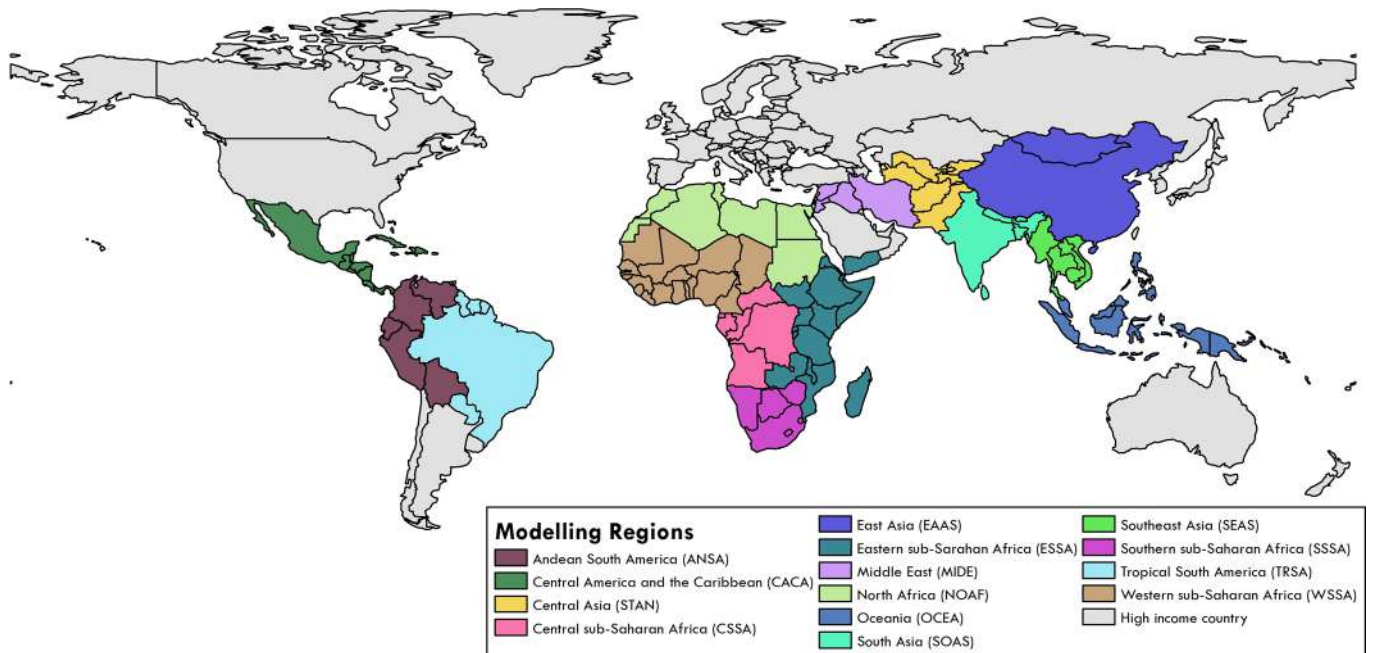 Modelling Regions
Andean South America (ANSA)
Central America and the Caribbean (CACA)
Central Asia (STAN)
Central sub-Saharan Africa (CSSA)
East Asia (EAAS)
Eastern sub-Sarahan Africa (ESSA)
Middle East (MIDE)
North Africa (NOAF)
Oceania (OCEA)
South Asia (SOAS)
Southeast Asia (SEAS)
Southern sub-Saharan Africa (SSSA)
Tropical South America (TRSA)
Western sub-Saharan Africa (WSSA)
High income country